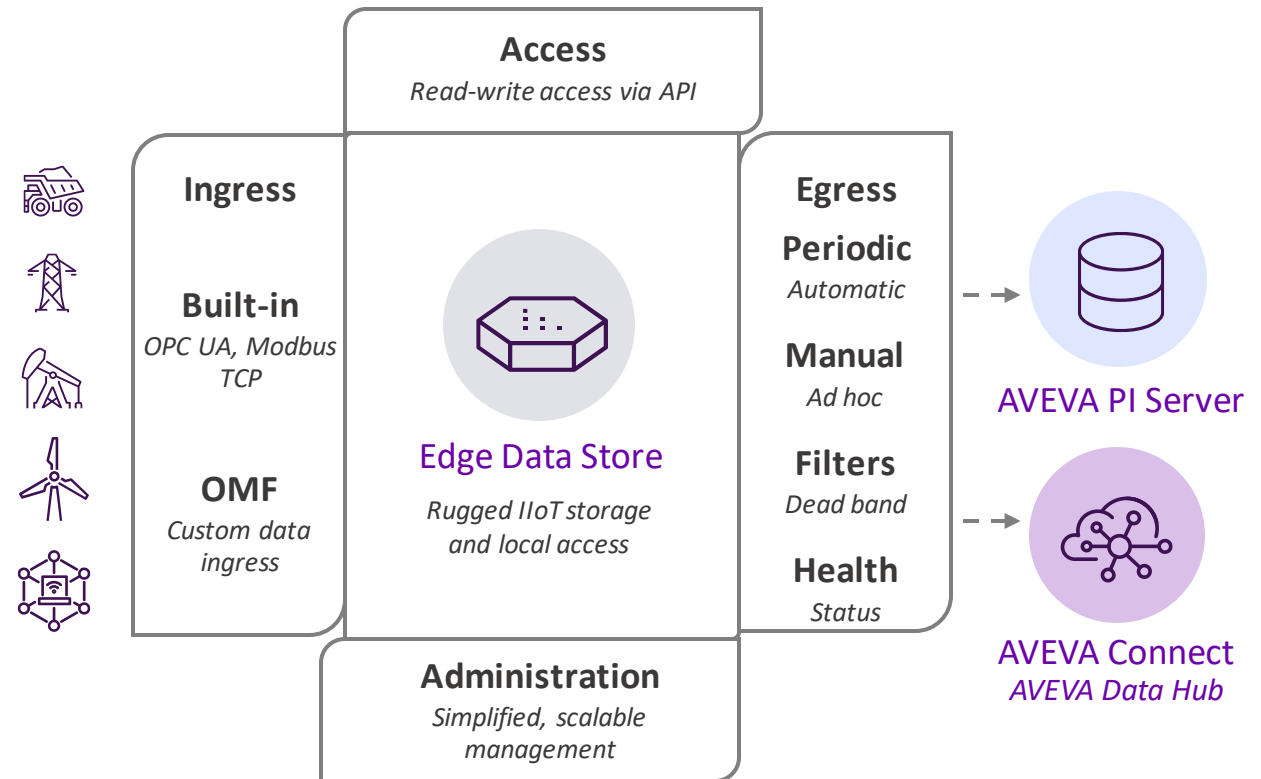 Access
Read-write access via API
Ingress
Built-in
OPC UA, Modbus
TCP
OMF
Custom data
ingress
Edge Data Store
Rugged IIoT storage
and local access
Egress
Periodic
Automatic
Manual
Ad hoc
Filters
Dead band
Health
Status
AVEVA PI Server
AVEVA Connect
AVEVA Data Hub
Administration
Simplified, scalable
management